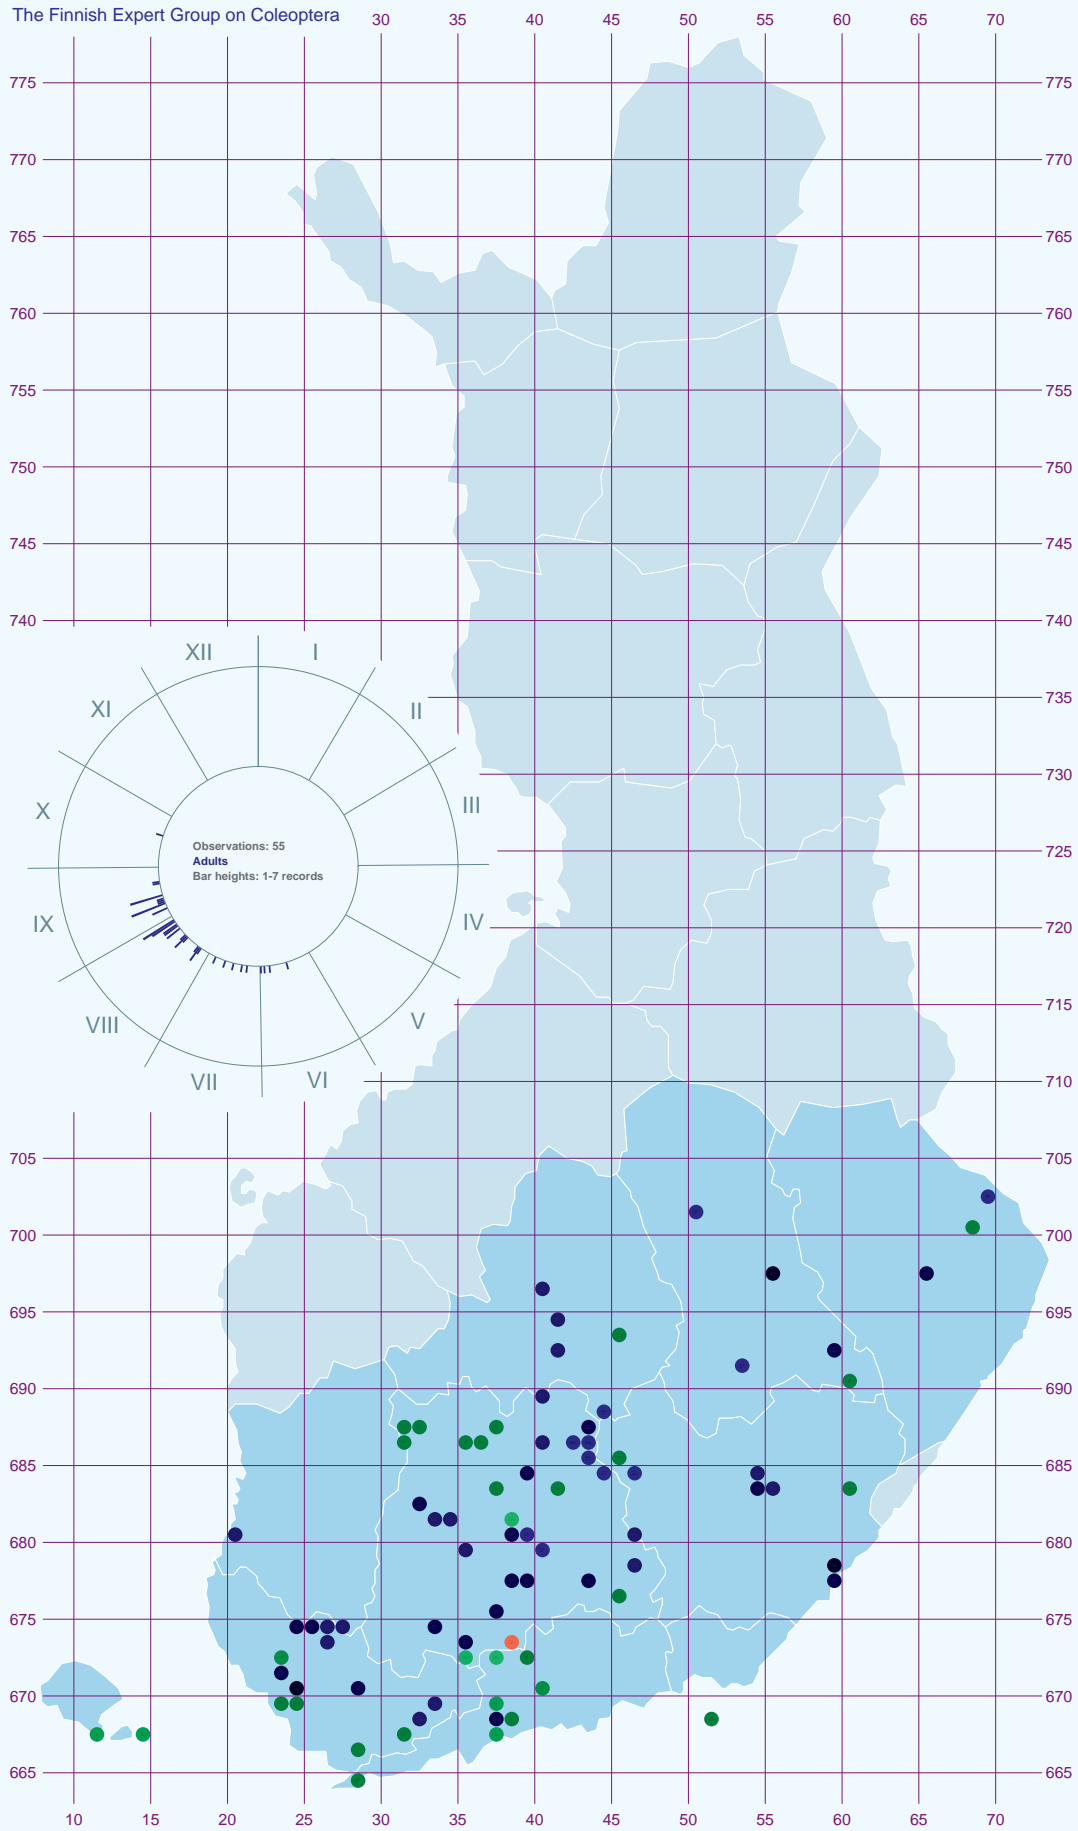 The Finnish Expert Group on Coleoptera
30 35 40 45 50 55 60 65 70
775 775
770 770
765 765
760 760
755 755
750 750
745 745
740 740
XII I
XI II
735
730
X III
Observations: 55
Adults
Bar heights: 1-7 records
725
IX IV
720
VIII V
715
VII VI
710
705 705
700 700
695 695
690 690
685 685
680 680
675 675
670 670
665 665
10 15 20 25 30 35 40 45 50 55 60 65 70